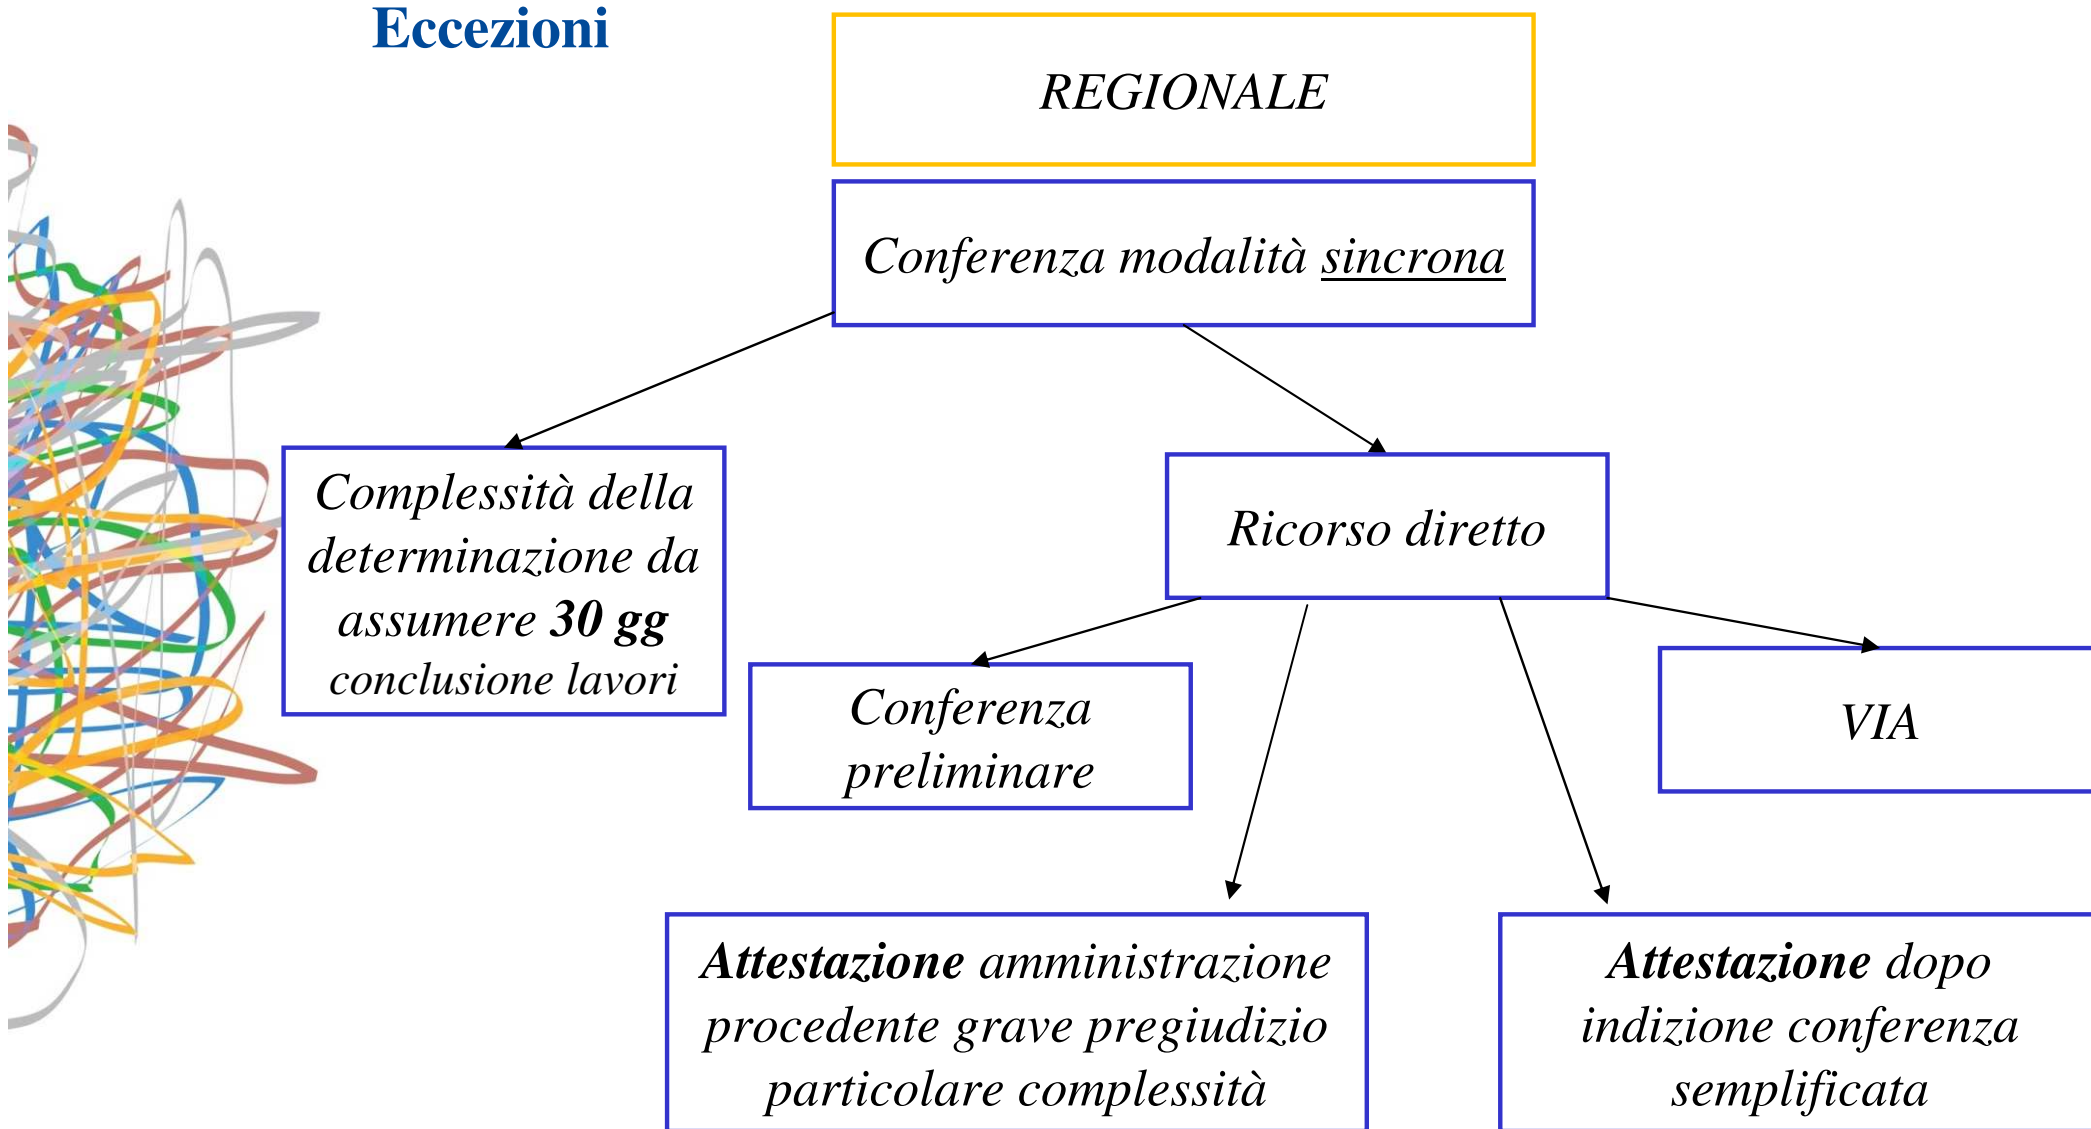 Eccezioni
REGIONALE
Conferenza modalità sincrona
Complessità della
determinazione da
assumere 30 gg
conclusione lavori
Ricorso diretto
Conferenza
preliminare
VIA
Attestazione amministrazione
procedente grave pregiudizio
particolare complessità
Attestazione dopo
indizione conferenza
semplificata